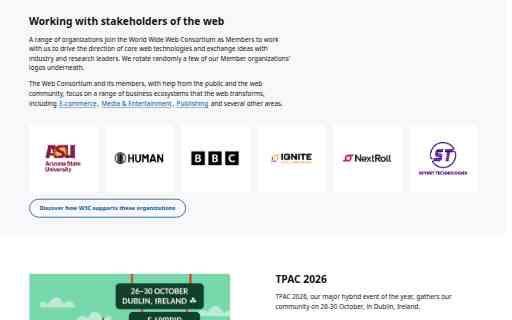 Working with stakeholders of the web
A range of organizations join the World Wide Web Consortium as Members to work
with us to drive the direction of core web technologies and exchange ideas with
industry and research leaders. We rotate randomly a few of our Member organizations'
logos underneath.
The Web Consortium and its members, with help from the public and the web
community, focus on a range of business ecosystems that the web transforms,
including E-commerce, Media & Entertainment, Publishing and several other areas.
ASU
Arizona State
University
HUMAN
BBC
IGNITE
NextRoll
ST
SKYNET TECHNOLOGIES
Discover how W3C supports these organizations
26–30 OCTOBER
DUBLIN, IRELAND
TPAC 2026
TPAC 2026, our major hybrid event of the year, gathers our
community on 26-30 October, in Dublin, Ireland.